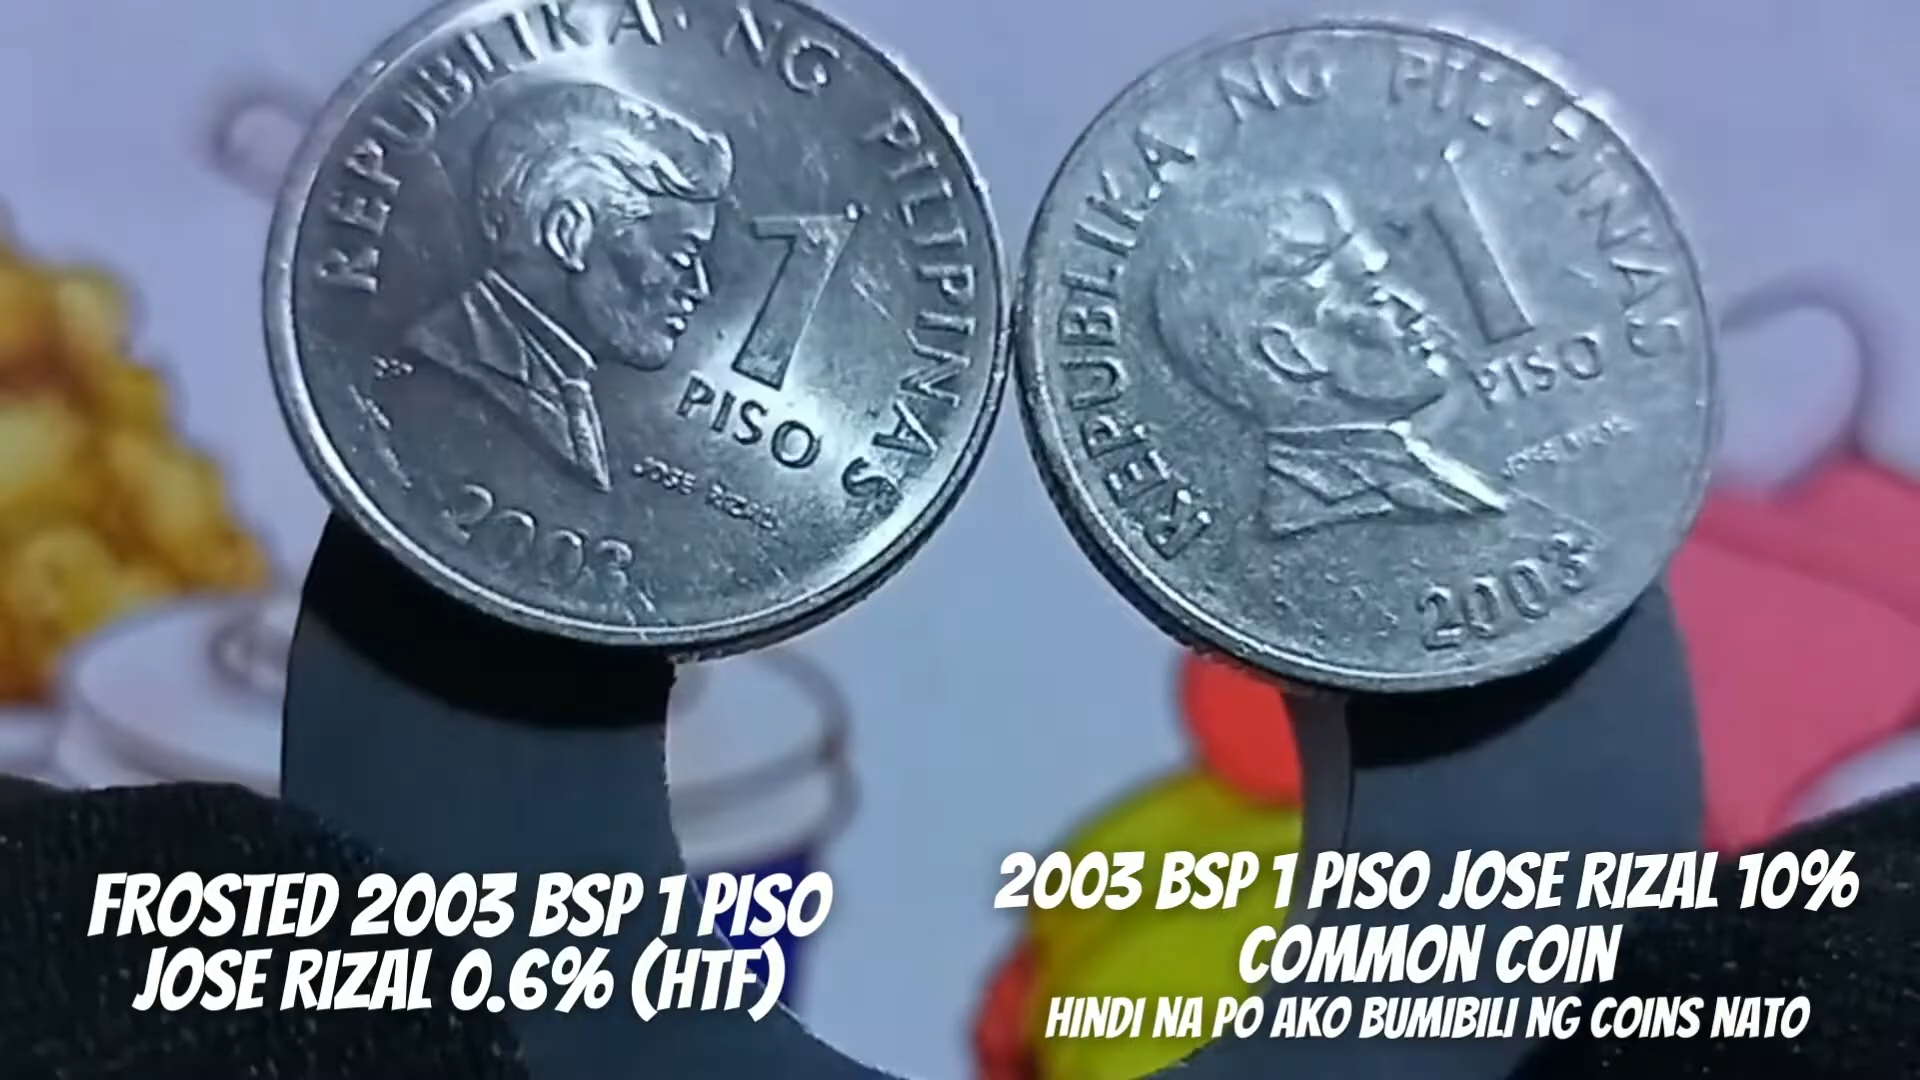 REPUBLIKA NG PILIPINAS
1
PISO
JOSE RIZAL
2003
REPUBLIKA NG PILIPINAS
1
PISO
JOSE RIZAL
2003
FROSTED 2003 BSP 1 PISO
JOSE RIZAL 0.6% (HTF)
2003 BSP 1 PISO JOSE RIZAL 10%
COMMON COIN
HINDI NA PO AKO BUMIBILI NG COINS NATO